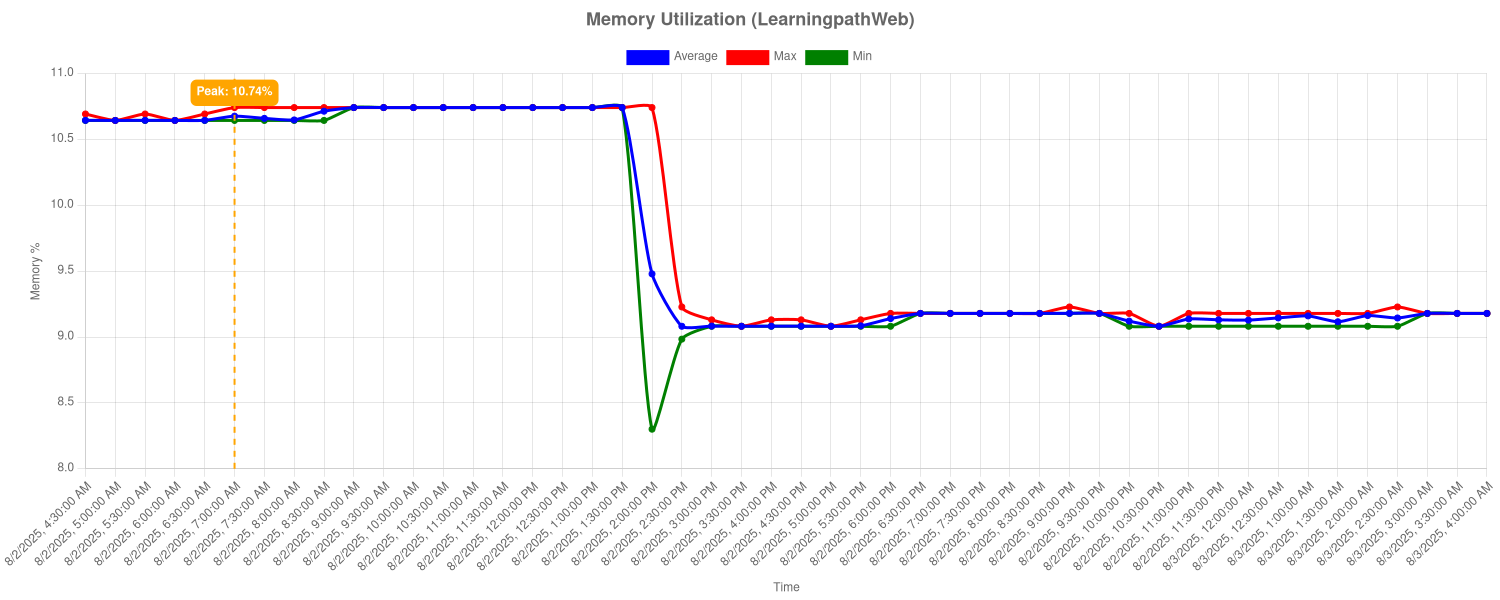 Memory Utilization (LearningpathWeb)
Average Max Min
11.0
Peak: 10.74%
10.5
10.0
9.5
9.0
8.5
8.0
Memory %
8/2/2025, 4:30:00 AM
8/2/2025, 5:00:00 AM
8/2/2025, 5:30:00 AM
8/2/2025, 6:00:00 AM
8/2/2025, 6:30:00 AM
8/2/2025, 7:00:00 AM
8/2/2025, 7:30:00 AM
8/2/2025, 8:00:00 AM
8/2/2025, 8:30:00 AM
8/2/2025, 9:00:00 AM
8/2/2025, 9:30:00 AM
8/2/2025, 10:00:00 AM
8/2/2025, 10:30:00 AM
8/2/2025, 11:00:00 AM
8/2/2025, 11:30:00 AM
8/2/2025, 12:00:00 PM
8/2/2025, 12:30:00 PM
8/2/2025, 1:00:00 PM
8/2/2025, 1:30:00 PM
8/2/2025, 2:00:00 PM
8/2/2025, 2:30:00 PM
8/2/2025, 3:00:00 PM
8/2/2025, 3:30:00 PM
8/2/2025, 4:00:00 PM
8/2/2025, 4:30:00 PM
8/2/2025, 5:00:00 PM
8/2/2025, 5:30:00 PM
8/2/2025, 6:00:00 PM
8/2/2025, 6:30:00 PM
8/2/2025, 7:00:00 PM
8/2/2025, 7:30:00 PM
8/2/2025, 8:00:00 PM
8/2/2025, 8:30:00 PM
8/2/2025, 9:00:00 PM
8/2/2025, 9:30:00 PM
8/2/2025, 10:00:00 PM
8/2/2025, 10:30:00 PM
8/2/2025, 11:00:00 PM
8/2/2025, 11:30:00 PM
8/3/2025, 12:00:00 AM
8/3/2025, 12:30:00 AM
8/3/2025, 1:00:00 AM
8/3/2025, 1:30:00 AM
8/3/2025, 2:00:00 AM
8/3/2025, 2:30:00 AM
8/3/2025, 3:00:00 AM
8/3/2025, 3:30:00 AM
8/3/2025, 4:00:00 AM
Time